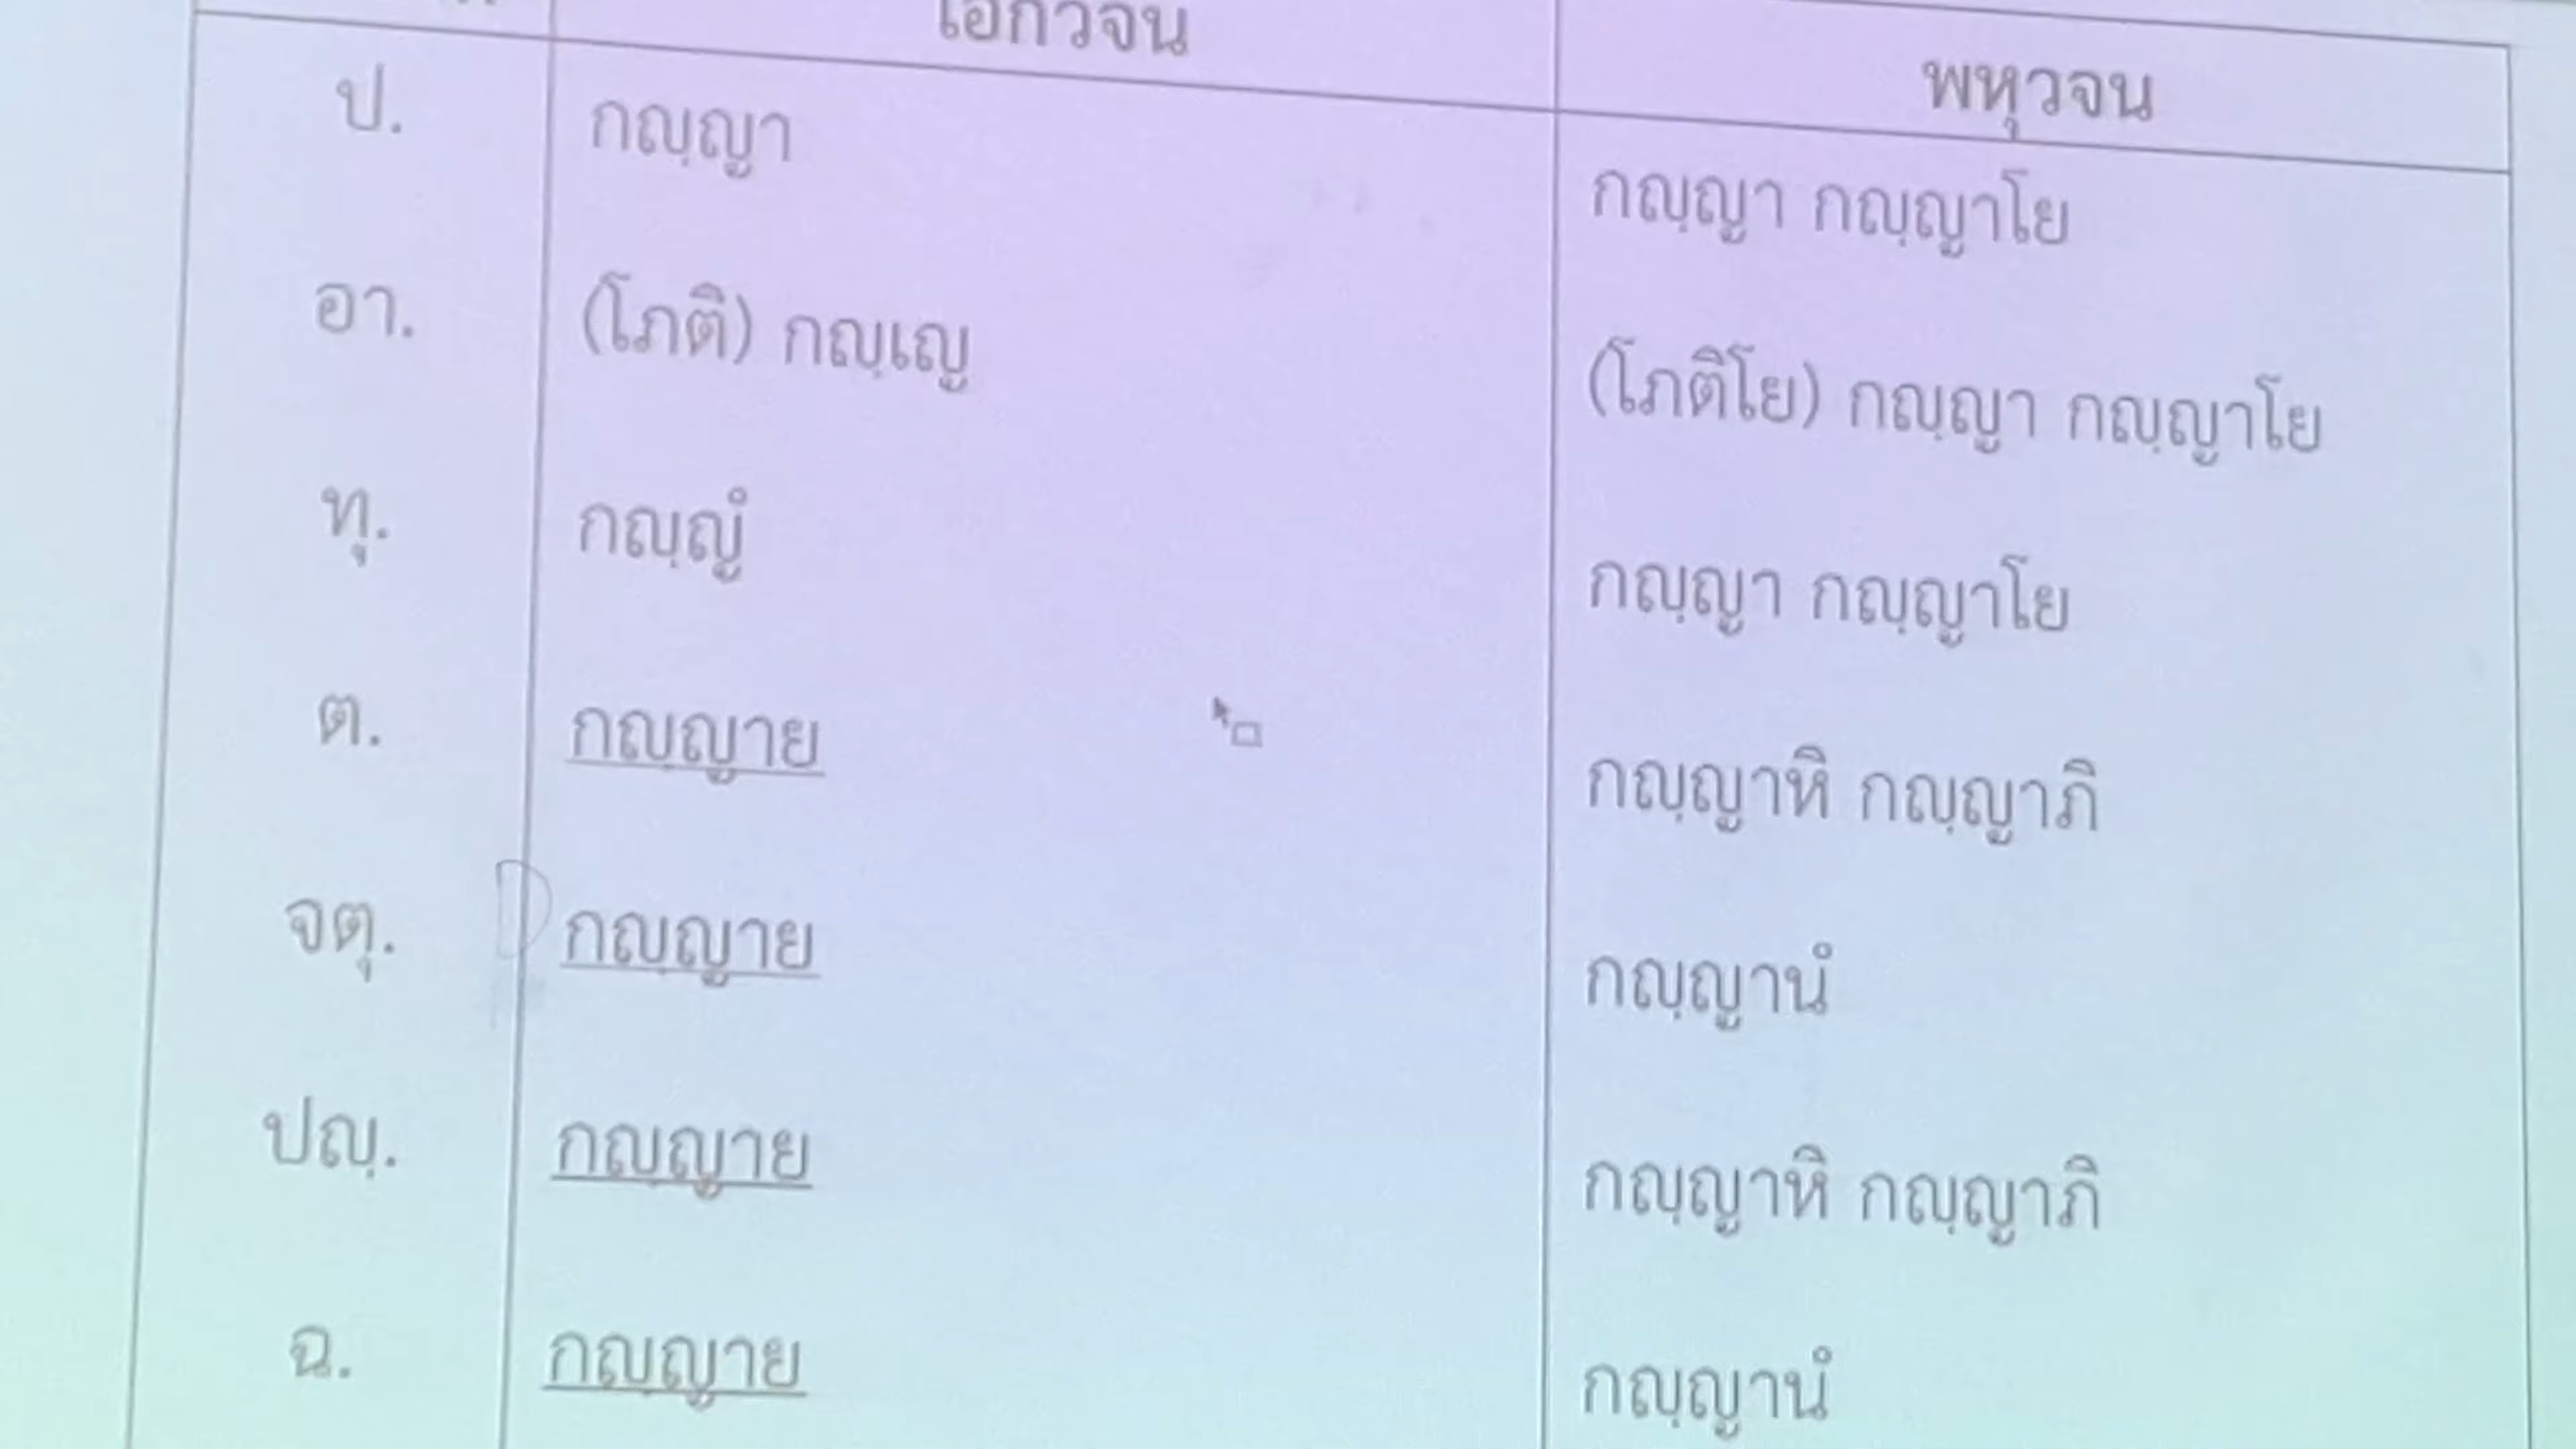 เอกวจน พหุวจน
ป. กญฺญา กญฺญา กญฺญาโย
อา. (โภติ) กญฺเญ (โภติโย) กญฺญา กญฺญาโย
ทุ. กญฺญํ กญฺญา กญฺญาโย
ต. กญฺญาย กญฺญาหิ กญฺญาภิ
จตุ. กญฺญาย กญฺญานํ
ปญฺ. กญฺญาย กญฺญาหิ กญฺญาภิ
ฉ. กญฺญาย กญฺญานํ